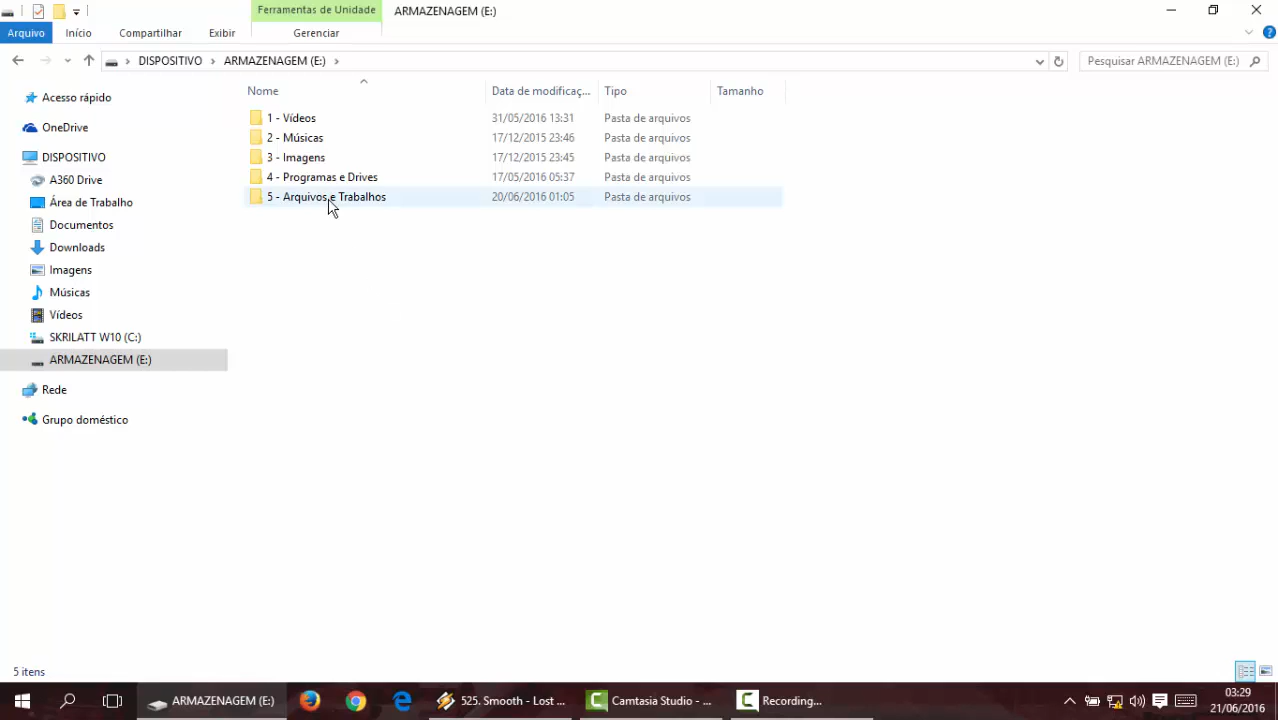 Ferramentas de Unidade
ARMAZENAGEM (E:)
Arquivo
Início
Compartilhar
Exibir
Gerenciar
DISPOSITIVO
ARMAZENAGEM (E:)
Pesquisar ARMAZENAGEM (E:)
Nome
Data de modificaç...
Tipo
Tamanho
1 - Vídeos
31/05/2016 13:31
Pasta de arquivos
2 - Músicas
17/12/2015 23:46
Pasta de arquivos
3 - Imagens
17/12/2015 23:45
Pasta de arquivos
4 - Programas e Drives
17/05/2016 05:37
Pasta de arquivos
5 - Arquivos e Trabalhos
20/06/2016 01:05
Pasta de arquivos
Acesso rápido
OneDrive
DISPOSITIVO
A360 Drive
Área de Trabalho
Documentos
Downloads
Imagens
Músicas
Vídeos
SKRILATT W10 (C:)
ARMAZENAGEM (E:)
Rede
Grupo doméstico
5 itens
ARMAZENAGEM (E:)
525. Smooth - Lost ...
Camtasia Studio - ...
Recording...
03:29
21/06/2016